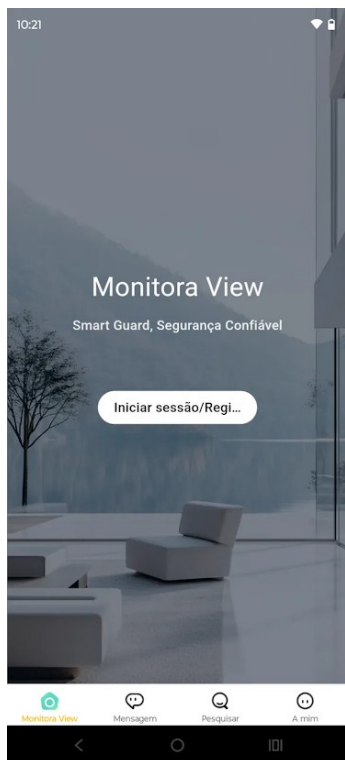 10:21
Monitora View
Smart Guard, Segurança Confiável
Iniciar sessão/Regi...
Monitora View
Mensagem
Pesquisar
A mim